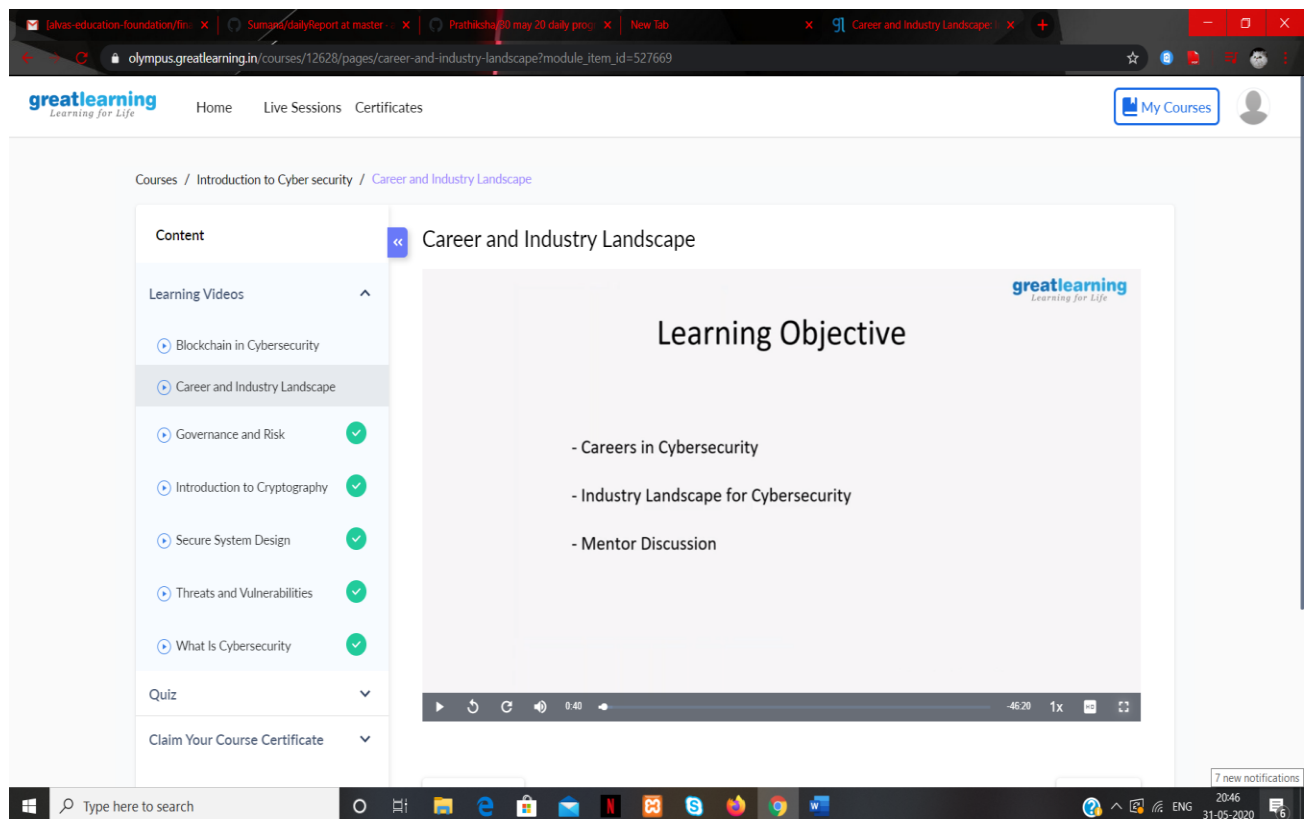 [alvas-education-foundation/fina
Sumana/dailyReport at master ·
Prathiksha/30 may 20 daily progr
New Tab
Career and Industry Landscape: I
olympus.greatlearning.in/courses/12628/pages/career-and-industry-landscape?module_item_id=527669
greatlearning
Learning for Life
Home Live Sessions Certificates
My Courses
Courses / Introduction to Cyber security / Career and Industry Landscape
Content
«
Learning Videos
Blockchain in Cybersecurity
Career and Industry Landscape
Governance and Risk
Introduction to Cryptography
Secure System Design
Threats and Vulnerabilities
What Is Cybersecurity
Quiz
Claim Your Course Certificate
Career and Industry Landscape
greatlearning
Learning for Life
Learning Objective
- Careers in Cybersecurity
- Industry Landscape for Cybersecurity
- Mentor Discussion
0:40 -46:20 1x HD
7 new notifications
Type here to search
ENG
20:46
31-05-2020
6